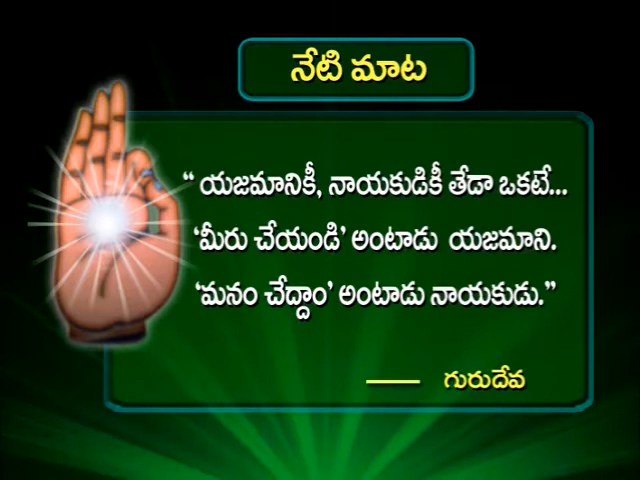 నేటి మాట
“ యజమానికీ, నాయకుడికీ తేడా ఒకటే...
‘మీరు చేయండి’ అంటాడు యజమాని.
‘మనం చేద్దాం’ అంటాడు నాయకుడు.”
—— గురుదేవ